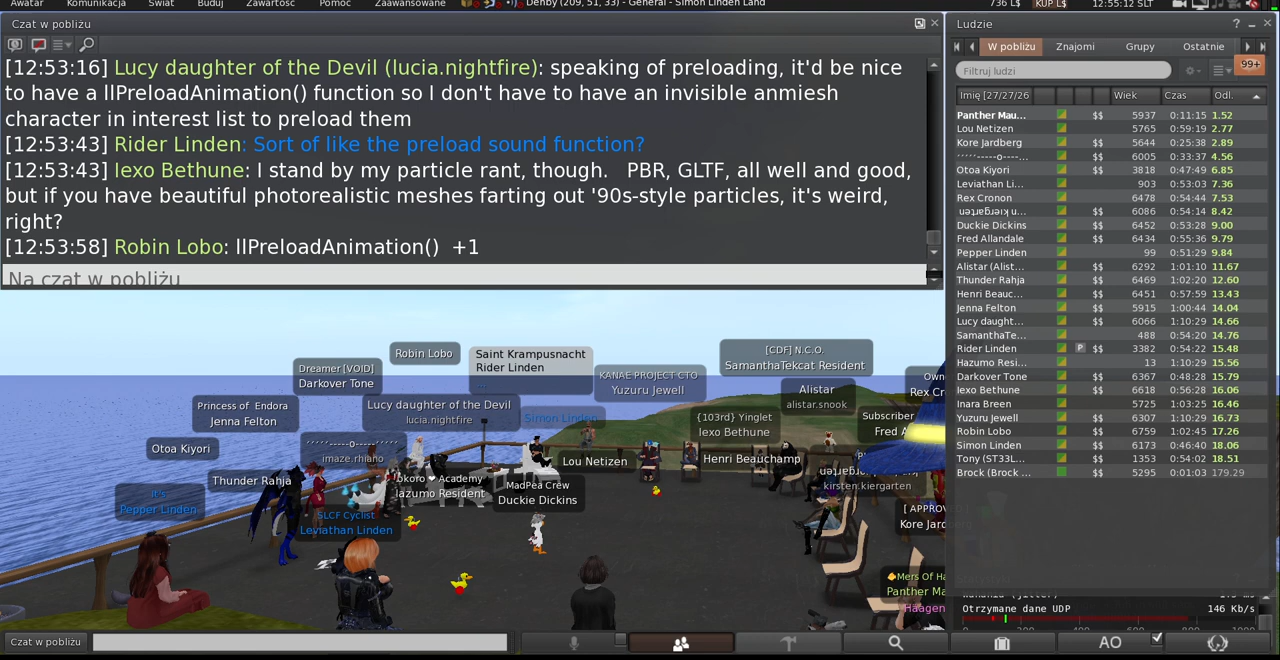 Awatar Komunikacja Świat Buduj Zawartość Pomoc Zaawansowane Denby (209, 51, 33) - General - Simon Linden Land 736 L$ KUP L$ 12:55:12 SLT
Czat w pobliżu
[12:53:16] Lucy daughter of the Devil (lucia.nightfire): speaking of preloading, it'd be nice
to have a llPreloadAnimation() function so I don't have to have an invisible anmiesh
character in interest list to preload them
[12:53:43] Rider Linden: Sort of like the preload sound function?
[12:53:43] Iexo Bethune: I stand by my particle rant, though. PBR, GLTF, all well and good,
but if you have beautiful photorealistic meshes farting out '90s-style particles, it's weird,
right?
[12:53:58] Robin Lobo: llPreloadAnimation() +1
Na czat w pobliżu
Robin Lobo
Saint Krampusnacht
Rider Linden
[CDF] N.C.O.
SamanthaTekcat Resident
Dreamer [VOID]
Darkover Tone
KANAE PROJECT CTO
Yuzuru Jewell
Alistar
alistar.snook
Own
Rex Cr
Princess of Endora
Jenna Felton
Lucy daughter of the Devil
lucia.nightfire
Simon Linden
{103rd} Yinglet
Iexo Bethune
Subscriber
Fred A
Otoa Kiyori
imaze.rhiano
Lou Netizen
Henri Beauchamp
Thunder Rahja
okoro ❤ Academy
Iazumo Resident
MadPea Crew
Duckie Dickins
kirsten.kiergarten
It's
Pepper Linden
SLCF Cyclist
Leviathan Linden
[ APPROV
Kore Jard
Mers Of Ha
Panther Ma
Haagen
Czat w pobliżu
Ludzie
W pobliżu Znajomi Grupy Ostatnie
99+
Filtruj ludzi
Imię [27/27/26 Wiek Czas Odl.
Panther Mau... $$ 5937 0:11:15 1.52
Lou Netizen 5765 0:59:19 2.77
Kore Jardberg $$ 5644 0:25:38 2.89
$$ 6005 0:33:37 4.56
Otoa Kiyori $$ 3818 0:47:49 6.85
Leviathan Li... 903 0:53:03 7.36
Rex Cronon 6478 0:54:44 7.53
$$ 6086 0:54:14 8.42
Duckie Dickins $$ 6452 0:53:28 9.00
Fred Allandale $$ 6434 0:55:36 9.79
Pepper Linden 99 0:51:29 9.84
Alistar (Alist... $$ 6292 1:01:10 11.67
Thunder Rahja $$ 6469 1:02:20 12.60
Henri Beauc... $$ 6451 0:57:59 13.43
Jenna Felton $$ 5915 1:00:44 14.04
Lucy daught... $$ 6066 1:10:29 14.66
SamanthaTe... 488 0:54:20 14.76
Rider Linden P $$ 3382 0:54:22 15.48
Hazumo Resi... 13 1:10:29 15.56
Darkover Tone $$ 6367 0:48:28 15.79
Iexo Bethune $$ 6618 0:56:28 16.06
Inara Breen 5725 1:03:25 16.46
Yuzuru Jewell $$ 6307 1:10:29 16.73
Robin Lobo $$ 6759 1:02:45 17.26
Simon Linden $$ 6173 0:46:40 18.06
Tony (ST33L... $$ 1353 0:54:02 18.51
Brock (Brock ... $$ 5295 0:01:03 179.29
Otrzymane dane UDP 146 Kb/s
AO